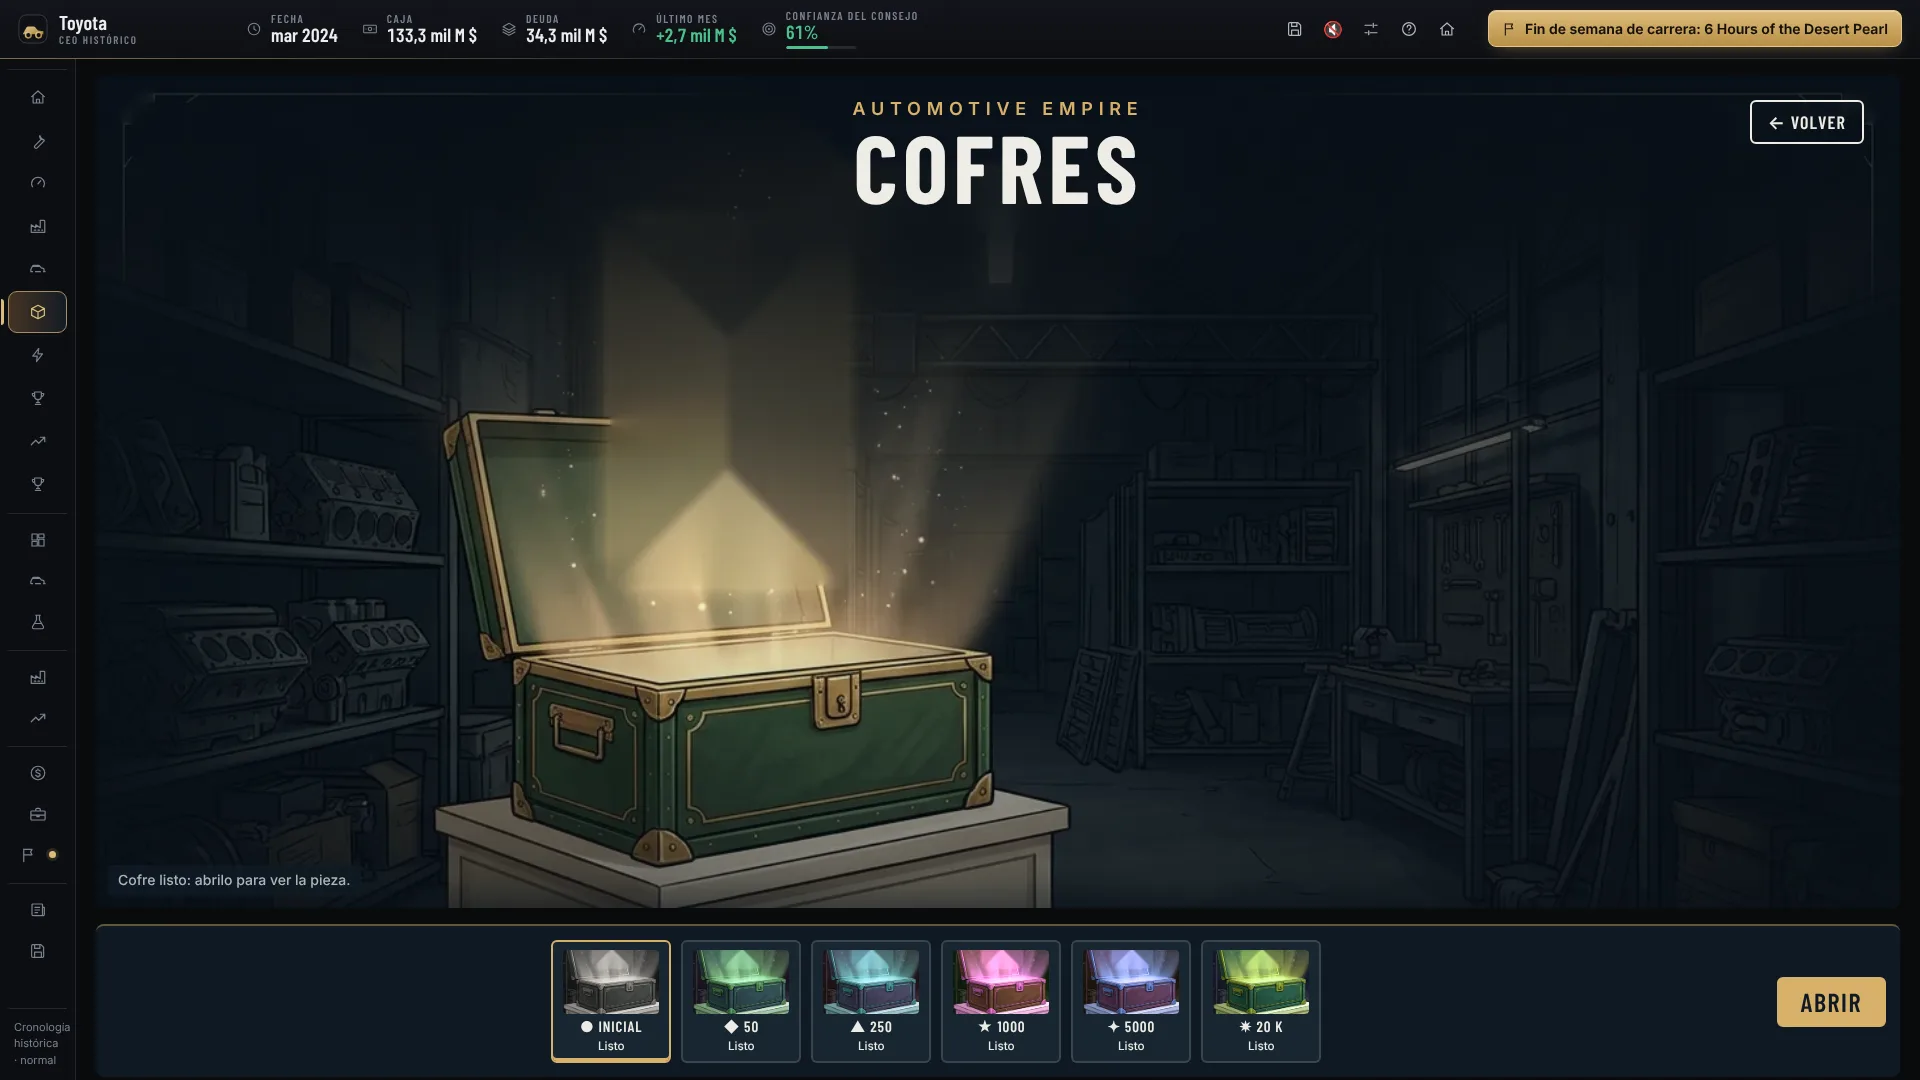 Toyota
CEO HISTÓRICO
FECHA
mar 2024
CAJA
133,3 mil M $
DEUDA
34,3 mil M $
ÚLTIMO MES
+2,7 mil M $
CONFIANZA DEL CONSEJO
61%
Fin de semana de carrera: 6 Hours of the Desert Pearl
AUTOMOTIVE EMPIRE
COFRES
← VOLVER
Cofre listo: abrilo para ver la pieza.
INICIAL
Listo
50
Listo
250
Listo
1000
Listo
5000
Listo
20 K
Listo
ABRIR
Cronología
histórica
· normal